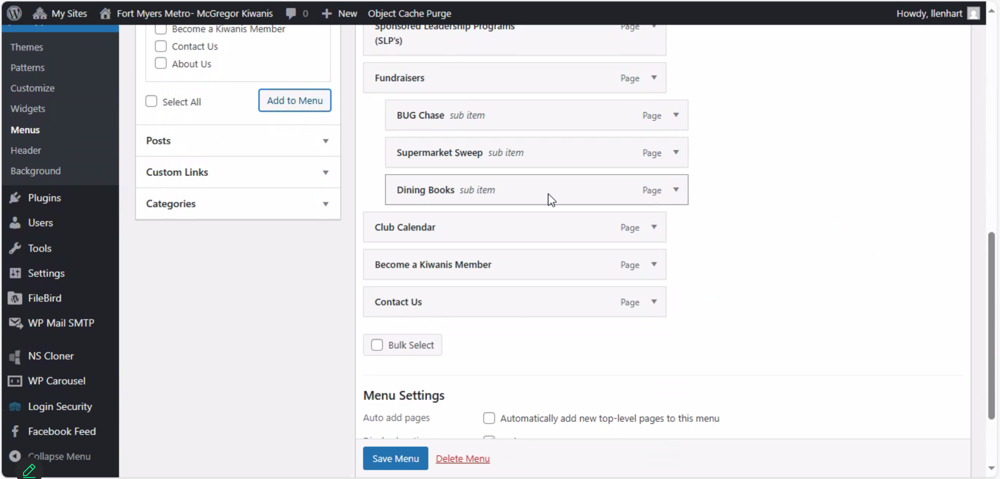 My Sites Fort Myers Metro- McGregor Kiwanis 0 New Object Cache Purge Howdy, llenhart
Themes
Patterns
Customize
Widgets
Menus
Header
Background
Plugins
Users
Tools
Settings
FileBird
WP Mail SMTP
NS Cloner
WP Carousel
Login Security
Facebook Feed
Collapse Menu
Become a Kiwanis Member
Contact Us
About Us
Select All Add to Menu
Posts
Custom Links
Categories
Sponsored Leadership Programs Page
(SLP's)
Fundraisers Page
BUG Chase sub item Page
Supermarket Sweep sub item Page
Dining Books sub item Page
Club Calendar Page
Become a Kiwanis Member Page
Contact Us Page
Bulk Select
Menu Settings
Auto add pages Automatically add new top-level pages to this menu
Save Menu Delete Menu